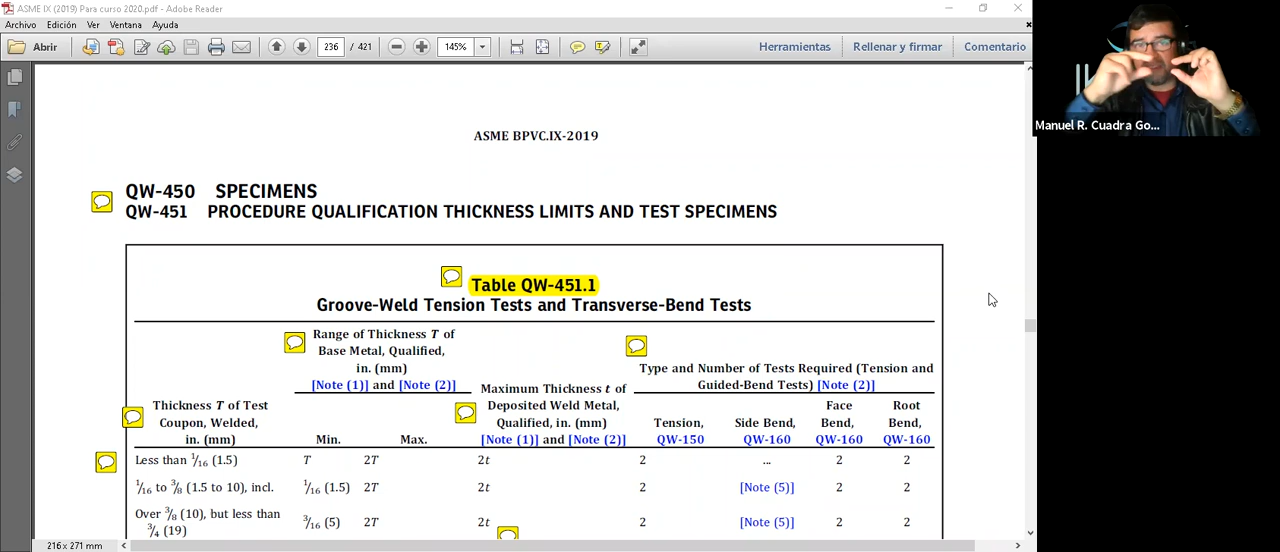 ASME IX (2019) Para curso 2020.pdf - Adobe Reader
Archivo Edición Ver Ventana Ayuda
Abrir 236 / 421 145% Herramientas Rellenar y firmar Comentario
Manuel R. Cuadra Go...
ASME BPVC.IX-2019
QW-450 SPECIMENS
QW-451 PROCEDURE QUALIFICATION THICKNESS LIMITS AND TEST SPECIMENS
Table QW-451.1
Groove-Weld Tension Tests and Transverse-Bend Tests
Range of Thickness T of
Base Metal, Qualified,
in. (mm)
[Note (1)] and [Note (2)]
Type and Number of Tests Required (Tension and
Guided-Bend Tests) [Note (2)]
Thickness T of Test
Coupon, Welded,
in. (mm)
Min. Max.
Maximum Thickness t of
Deposited Weld Metal,
Qualified, in. (mm)
[Note (1)] and [Note (2)]
Tension,
QW-150
Side Bend,
QW-160
Face
Bend,
QW-160
Root
Bend,
QW-160
Less than 1/16 (1.5) T 2T 2t 2 ... 2 2
1/16 to 3/8 (1.5 to 10), incl. 1/16 (1.5) 2T 2t 2 [Note (5)] 2 2
Over 3/8 (10), but less than
3/4 (19) 3/16 (5) 2T 2t 2 [Note (5)] 2 2
216 x 271 mm